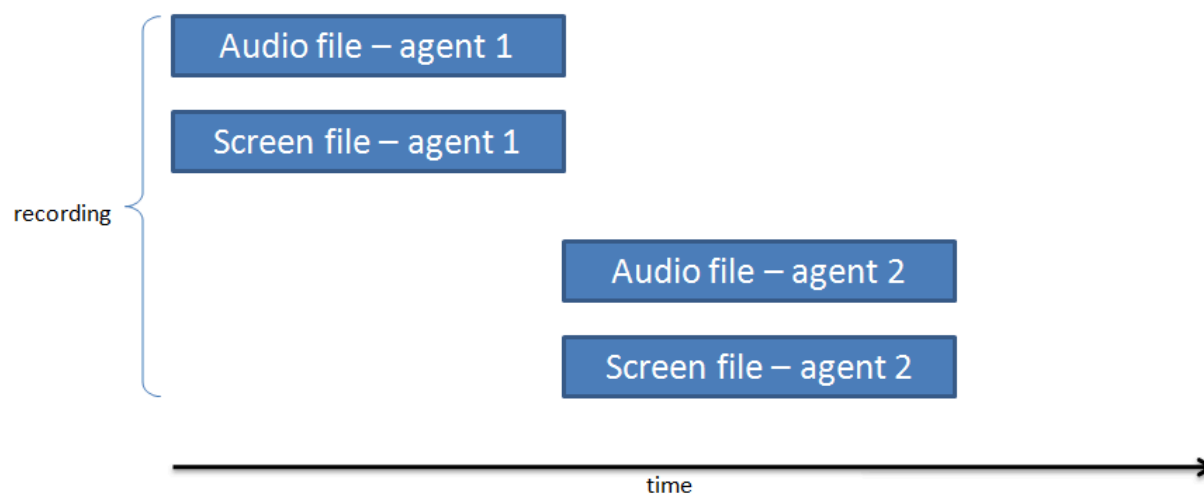 Audio file – agent 1
Screen file – agent 1
recording
Audio file – agent 2
Screen file – agent 2
time